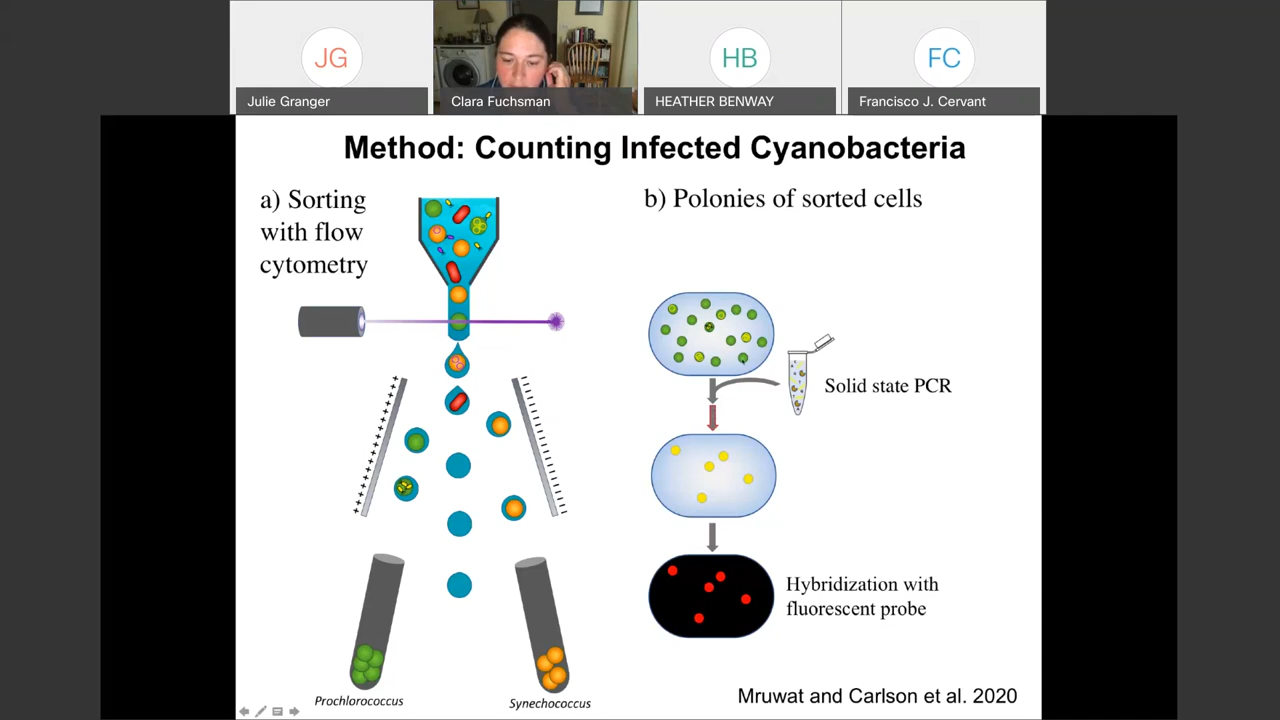 JG
HB
FC
Julie Granger
Clara Fuchsman
HEATHER BENWAY
Francisco J. Cervant
Method: Counting Infected Cyanobacteria
a) Sorting
with flow
cytometry
b) Polonies of sorted cells
Solid state PCR
Hybridization with
fluorescent probe
Prochlorococcus
Synechococcus
Mruwat and Carlson et al. 2020